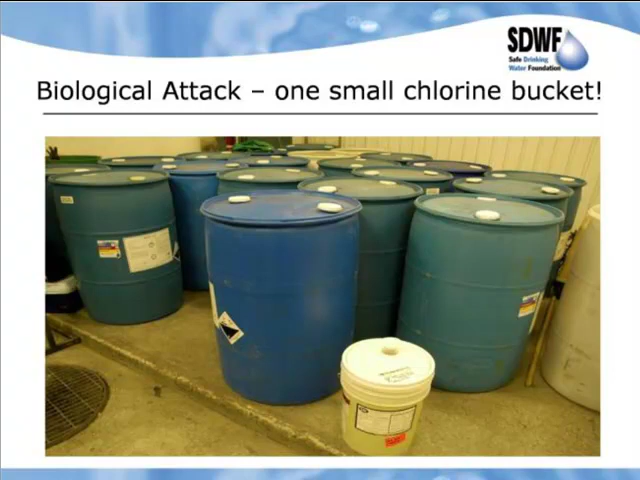 SDWF
Safe Drinking
Water Foundation
Biological Attack – one small chlorine bucket!